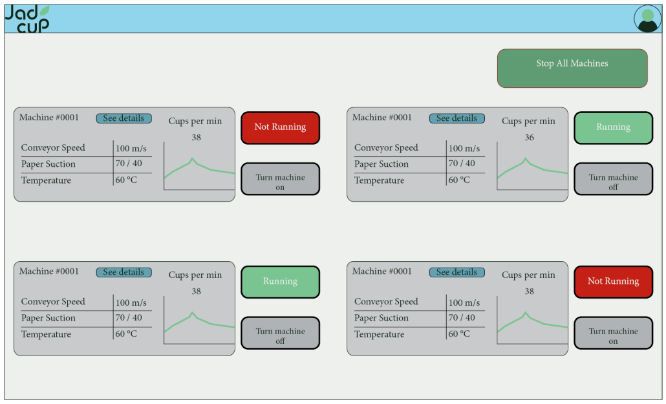 Jad
cup
Stop All Machines
Machine #0001
See details
Cups per min
38
Conveyor Speed
100 m/s
Paper Suction
70 / 40
Temperature
60 °C
Not Running
Turn machine
on
Machine #0001
See details
Cups per min
36
Conveyor Speed
100 m/s
Paper Suction
70 / 40
Temperature
60 °C
Running
Turn machine
off
Machine #0001
See details
Cups per min
38
Conveyor Speed
100 m/s
Paper Suction
70 / 40
Temperature
60 °C
Running
Turn machine
off
Machine #0001
See details
Cups per min
38
Conveyor Speed
100 m/s
Paper Suction
70 / 40
Temperature
60 °C
Not Running
Turn machine
on